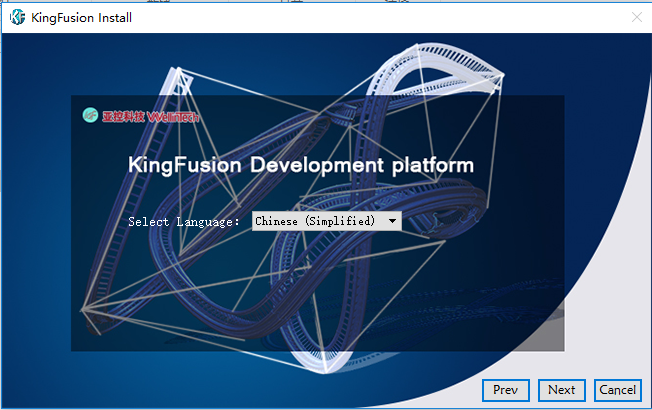 KingFusion Install
亚控科技 WellinTech
KingFusion Development platform
Select Language: Chinese (Simplified)
Prev Next Cancel